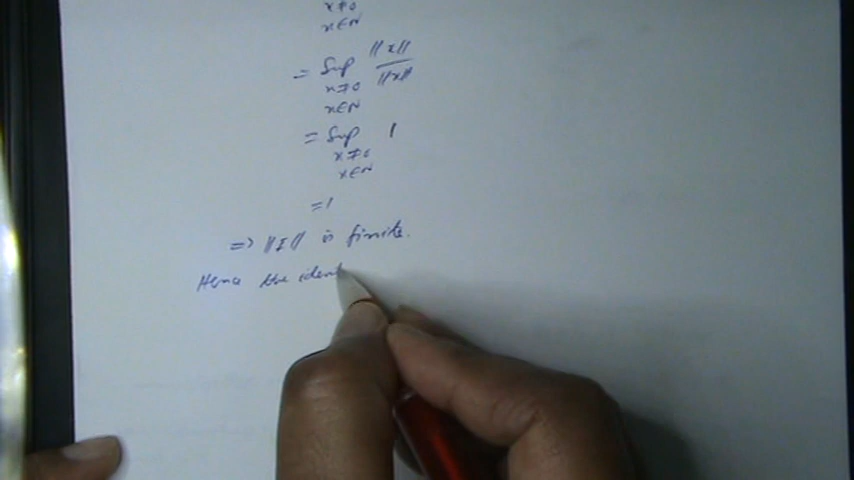 x≠0
x∈N
= Sup ||x||/||x||
x≠0
x∈N
= Sup 1
x≠0
x∈N
=1
=> ||I|| is finite.
Hence the ident